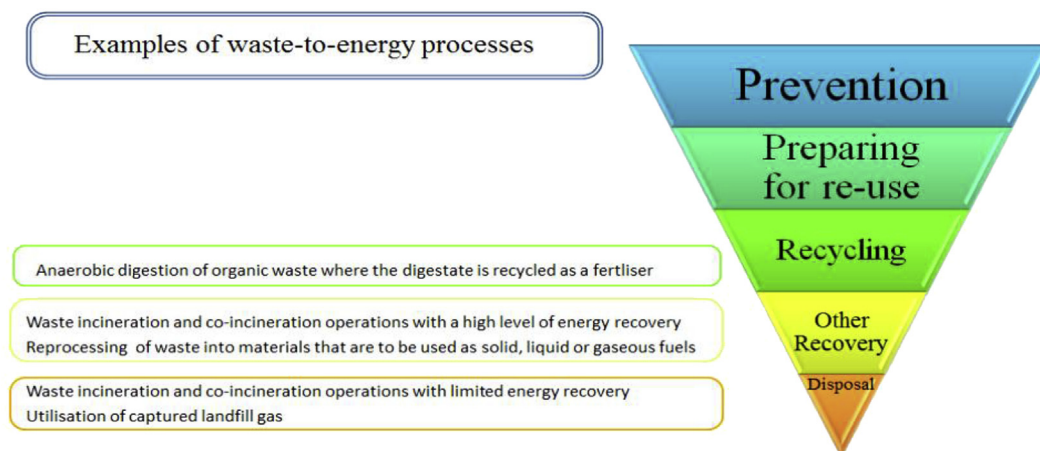 Examples of waste-to-energy processes
Prevention
Preparing
for re-use
Recycling
Anaerobic digestion of organic waste where the digestate is recycled as a fertliser
Other
Recovery
Waste incineration and co-incineration operations with a high level of energy recovery
Reprocessing of waste into materials that are to be used as solid, liquid or gaseous fuels
Disposal
Waste incineration and co-incineration operations with limited energy recovery
Utilisation of captured landfill gas